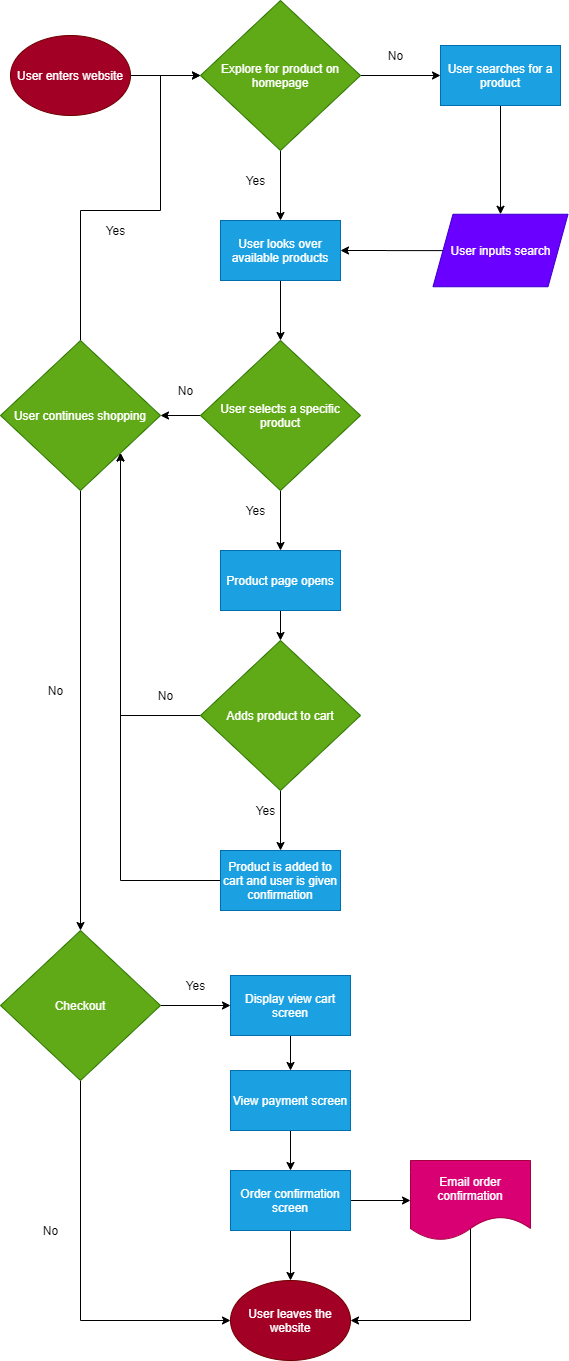 User enters website
Explore for product on
homepage
No
User searches for a
product
Yes
User inputs search
User looks over
available products
Yes
User continues shopping
No
User selects a specific
product
Yes
Product page opens
No
No
Adds product to cart
Yes
Product is added to
cart and user is given
confirmation
Checkout
Yes
Display view cart
screen
View payment screen
Order confirmation
screen
Email order
confirmation
No
User leaves the
website